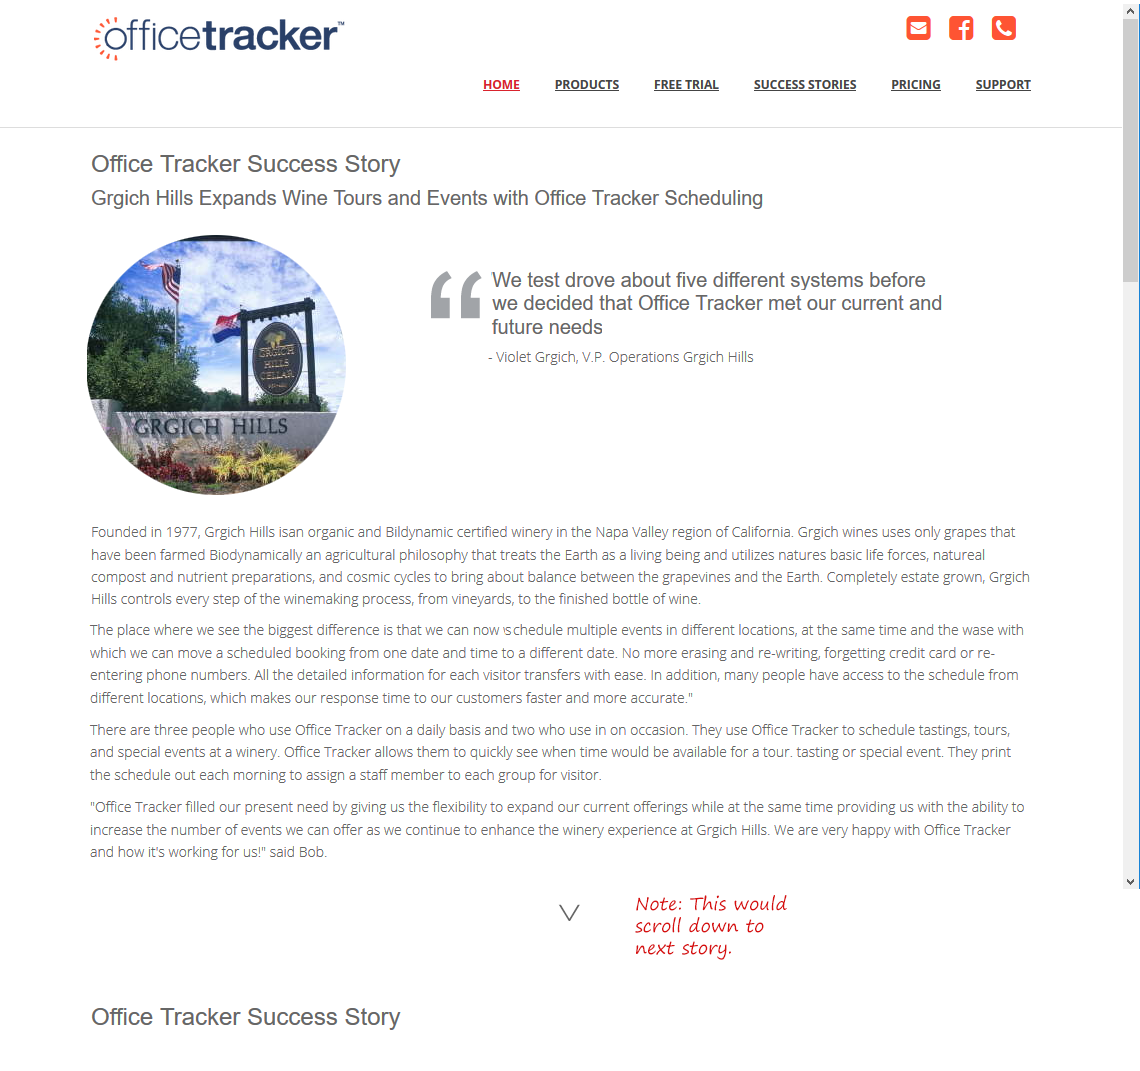 officetracker™
HOME PRODUCTS FREE TRIAL SUCCESS STORIES PRICING SUPPORT
Office Tracker Success Story
Grgich Hills Expands Wine Tours and Events with Office Tracker Scheduling
GRGICH
HILLS
CELLAR
GRGICH HILLS
“
We test drove about five different systems before
we decided that Office Tracker met our current and
future needs
- Violet Grgich, V.P. Operations Grgich Hills
Founded in 1977, Grgich Hills isan organic and Bildynamic certified winery in the Napa Valley region of California. Grgich wines uses only grapes that
have been farmed Biodynamically an agricultural philosophy that treats the Earth as a living being and utilizes natures basic life forces, natureal
compost and nutrient preparations, and cosmic cycles to bring about balance between the grapevines and the Earth. Completely estate grown, Grgich
Hills controls every step of the winemaking process, from vineyards, to the finished bottle of wine.
The place where we see the biggest difference is that we can now 'schedule multiple events in different locations, at the same time and the wase with
which we can move a scheduled booking from one date and time to a different date. No more erasing and re-writing, forgetting credit card or re-
entering phone numbers. All the detailed information for each visitor transfers with ease. In addition, many people have access to the schedule from
different locations, which makes our response time to our customers faster and more accurate."
There are three people who use Office Tracker on a daily basis and two who use in on occasion. They use Office Tracker to schedule tastings, tours,
and special events at a winery. Office Tracker allows them to quickly see when time would be available for a tour. tasting or special event. They print
the schedule out each morning to assign a staff member to each group for visitor.
"Office Tracker filled our present need by giving us the flexibility to expand our current offerings while at the same time providing us with the ability to
increase the number of events we can offer as we continue to enhance the winery experience at Grgich Hills. We are very happy with Office Tracker
and how it's working for us!" said Bob.
Note: This would
scroll down to
next story.
Office Tracker Success Story